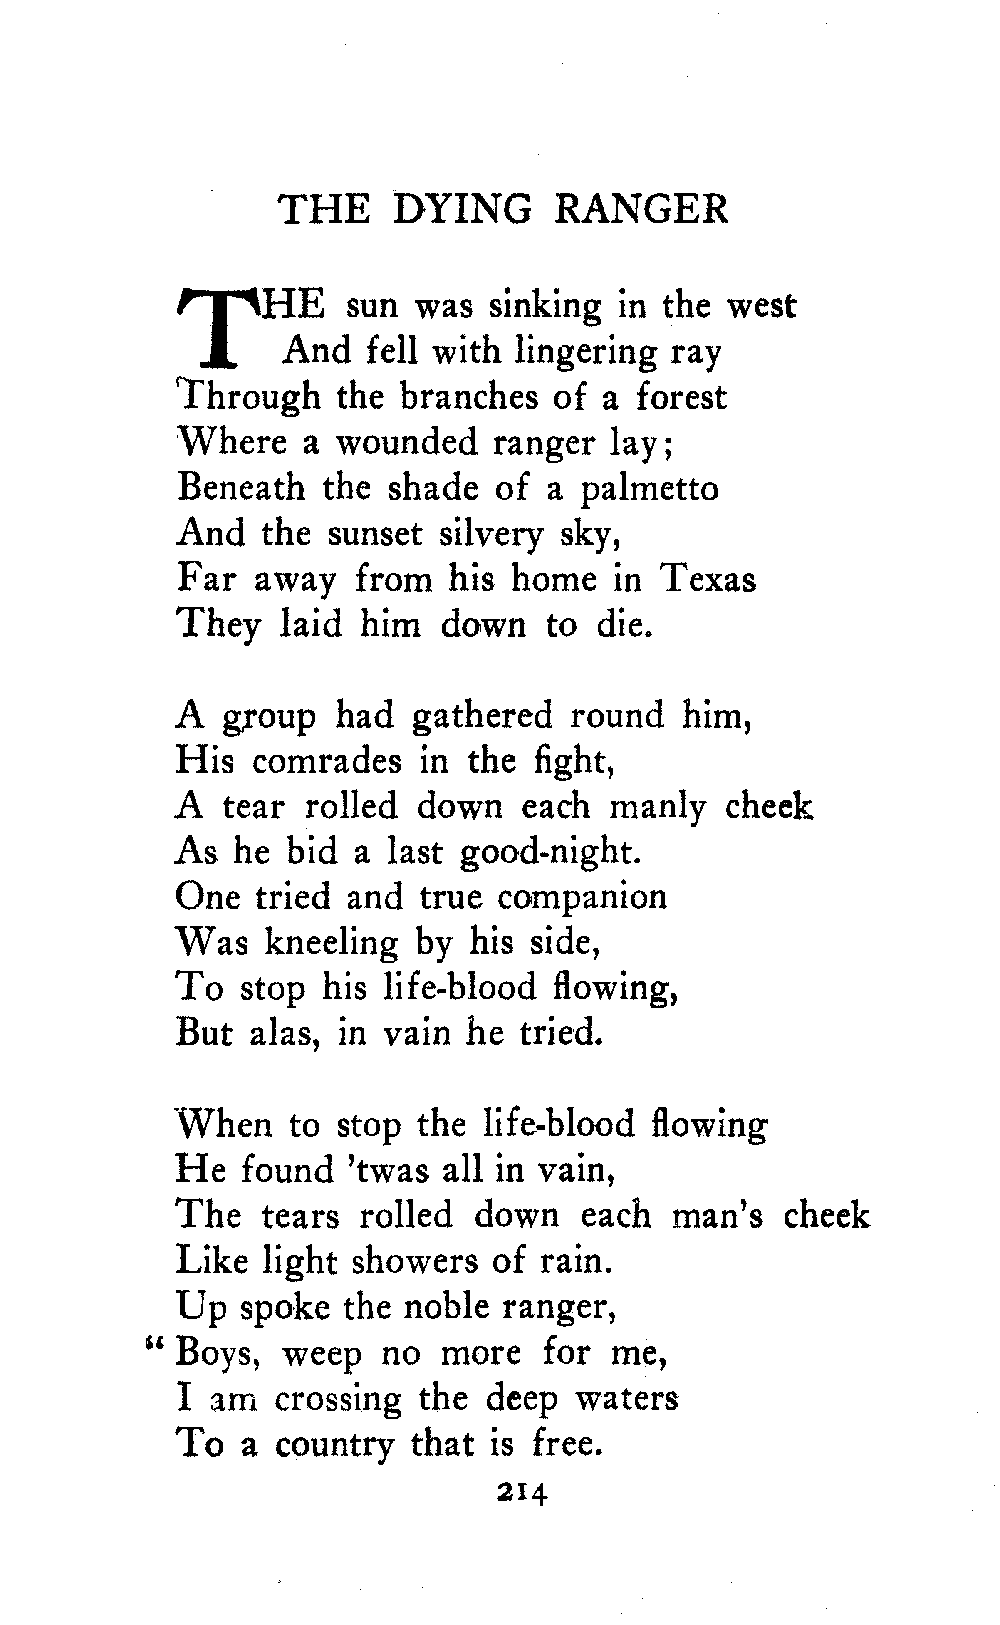 THE DYING RANGER
THE sun was sinking in the west
And fell with lingering ray
Through the branches of a forest
Where a wounded ranger lay;
Beneath the shade of a palmetto
And the sunset silvery sky,
Far away from his home in Texas
They laid him down to die.
A group had gathered round him,
His comrades in the fight,
A tear rolled down each manly cheek
As he bid a last good-night.
One tried and true companion
Was kneeling by his side,
To stop his life-blood flowing,
But alas, in vain he tried.
When to stop the life-blood flowing
He found 'twas all in vain,
The tears rolled down each man's cheek
Like light showers of rain.
Up spoke the noble ranger,
“ Boys, weep no more for me,
I am crossing the deep waters
To a country that is free.
214